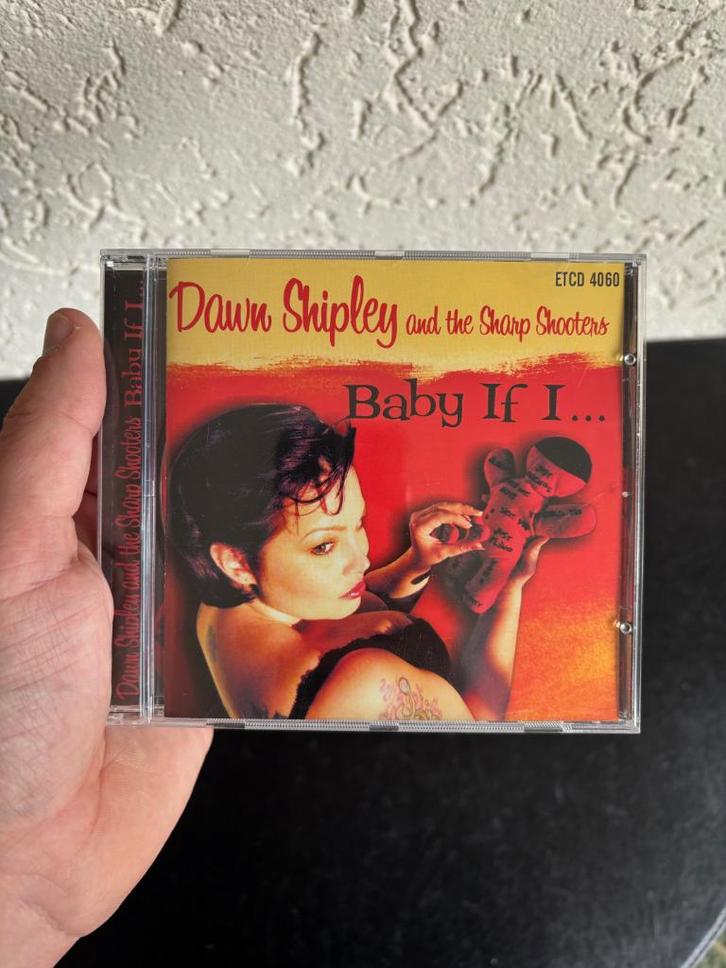 ETCD 4060
Dawn Shipley and the Sharp Shooters
Baby If I...
Dawn Shipley and the Sharp Shooters Baby If I...